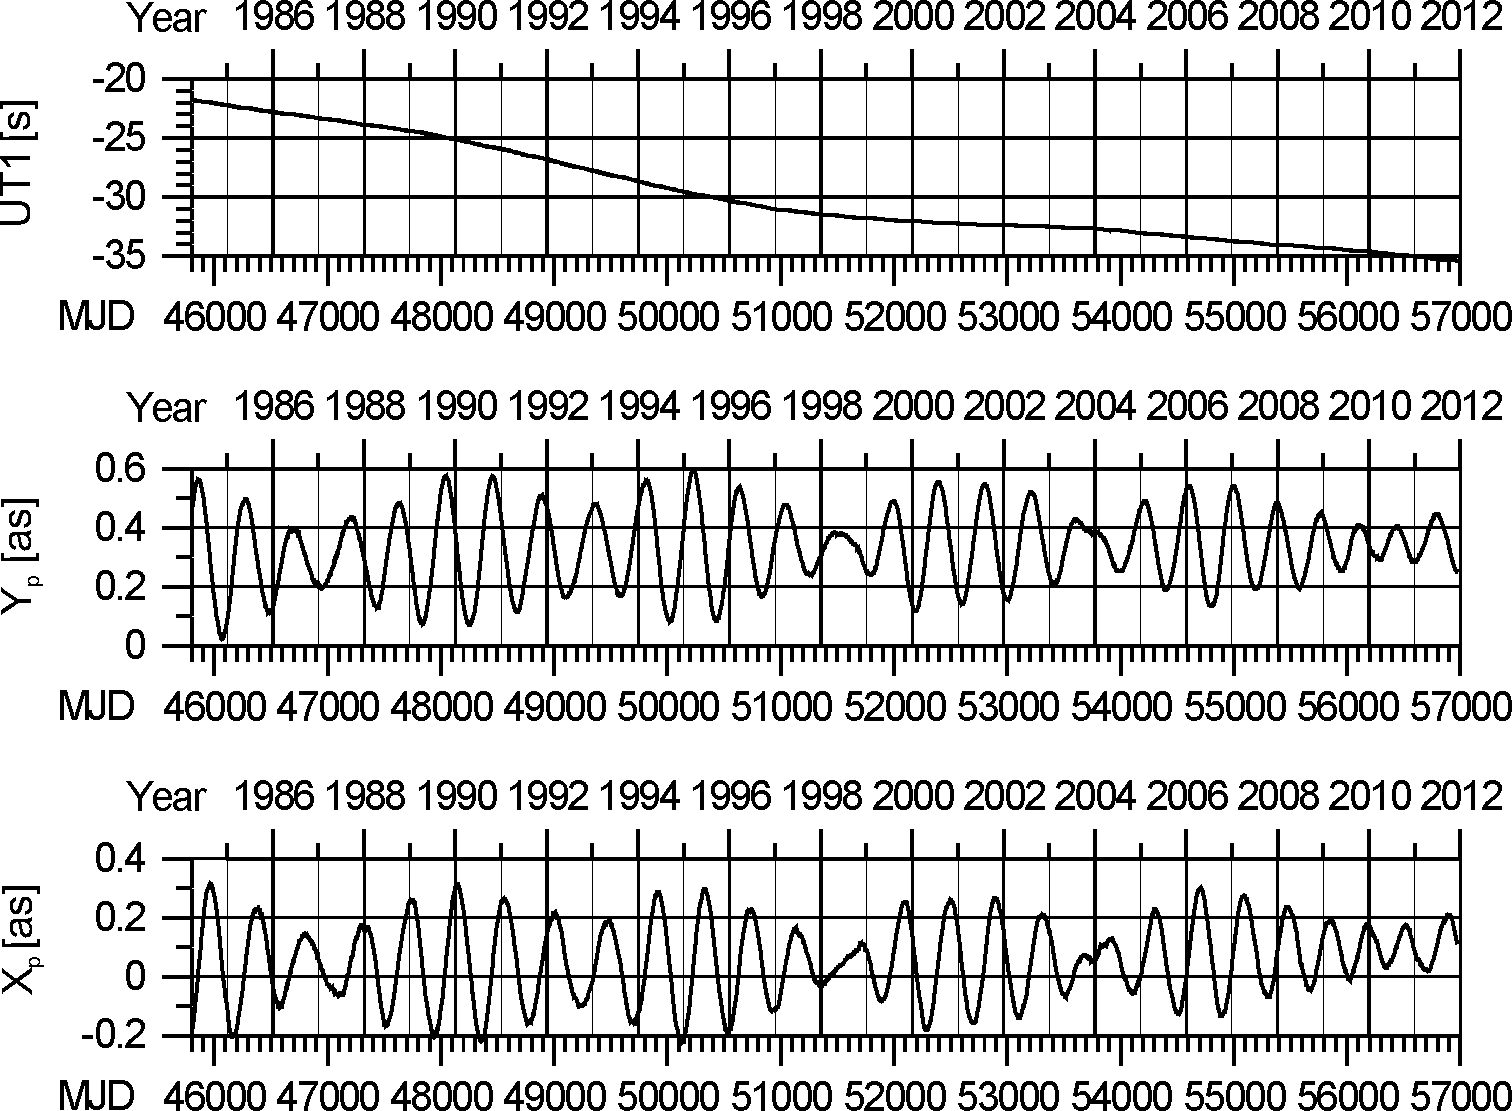 Year 1986 1988 1990 1992 1994 1996 1998 2000 2002 2004 2006 2008 2010 2012
UT1 [s]
-20
-25
-30
-35
MJD 46000 47000 48000 49000 50000 51000 52000 53000 54000 55000 56000 57000
Year 1986 1988 1990 1992 1994 1996 1998 2000 2002 2004 2006 2008 2010 2012
Yp [as]
0.6
0.4
0.2
0
MJD 46000 47000 48000 49000 50000 51000 52000 53000 54000 55000 56000 57000
Year 1986 1988 1990 1992 1994 1996 1998 2000 2002 2004 2006 2008 2010 2012
Xp [as]
0.4
0.2
0
-0.2
MJD 46000 47000 48000 49000 50000 51000 52000 53000 54000 55000 56000 57000